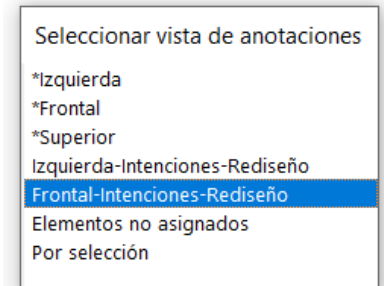 Seleccionar vista de anotaciones
*Izquierda
*Frontal
*Superior
Izquierda-Intenciones-Rediseño
Frontal-Intenciones-Rediseño
Elementos no asignados
Por selección